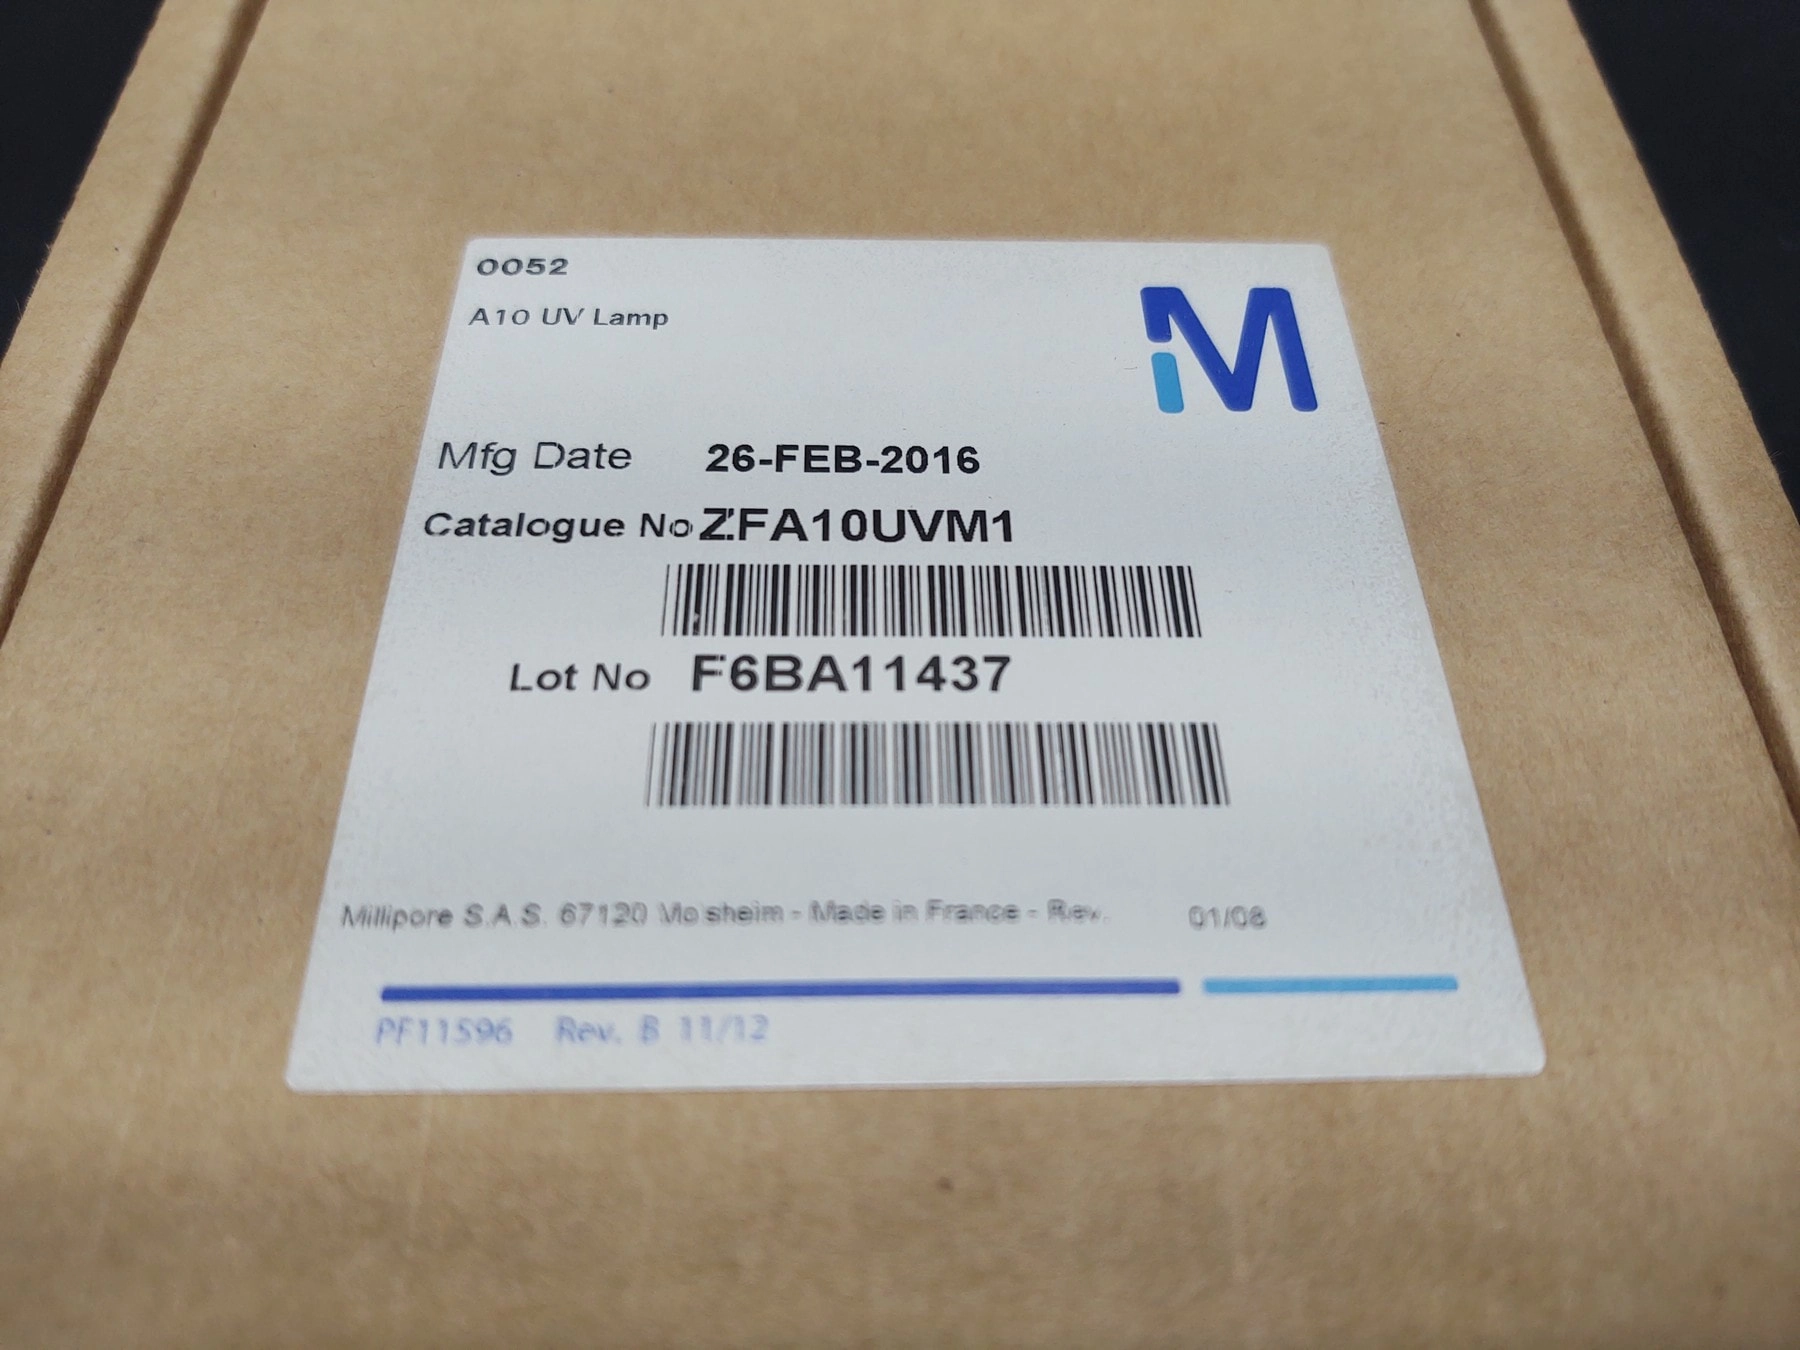 0052
A10 UV Lamp
M
Mfg Date 26-FEB-2016
Catalogue No ZFA10UVM1
Lot No F6BA11437
Millipore S.A.S. 67120 Molsheim - Made in France - Rev. 01/08
PF11596 Rev. B 11/12